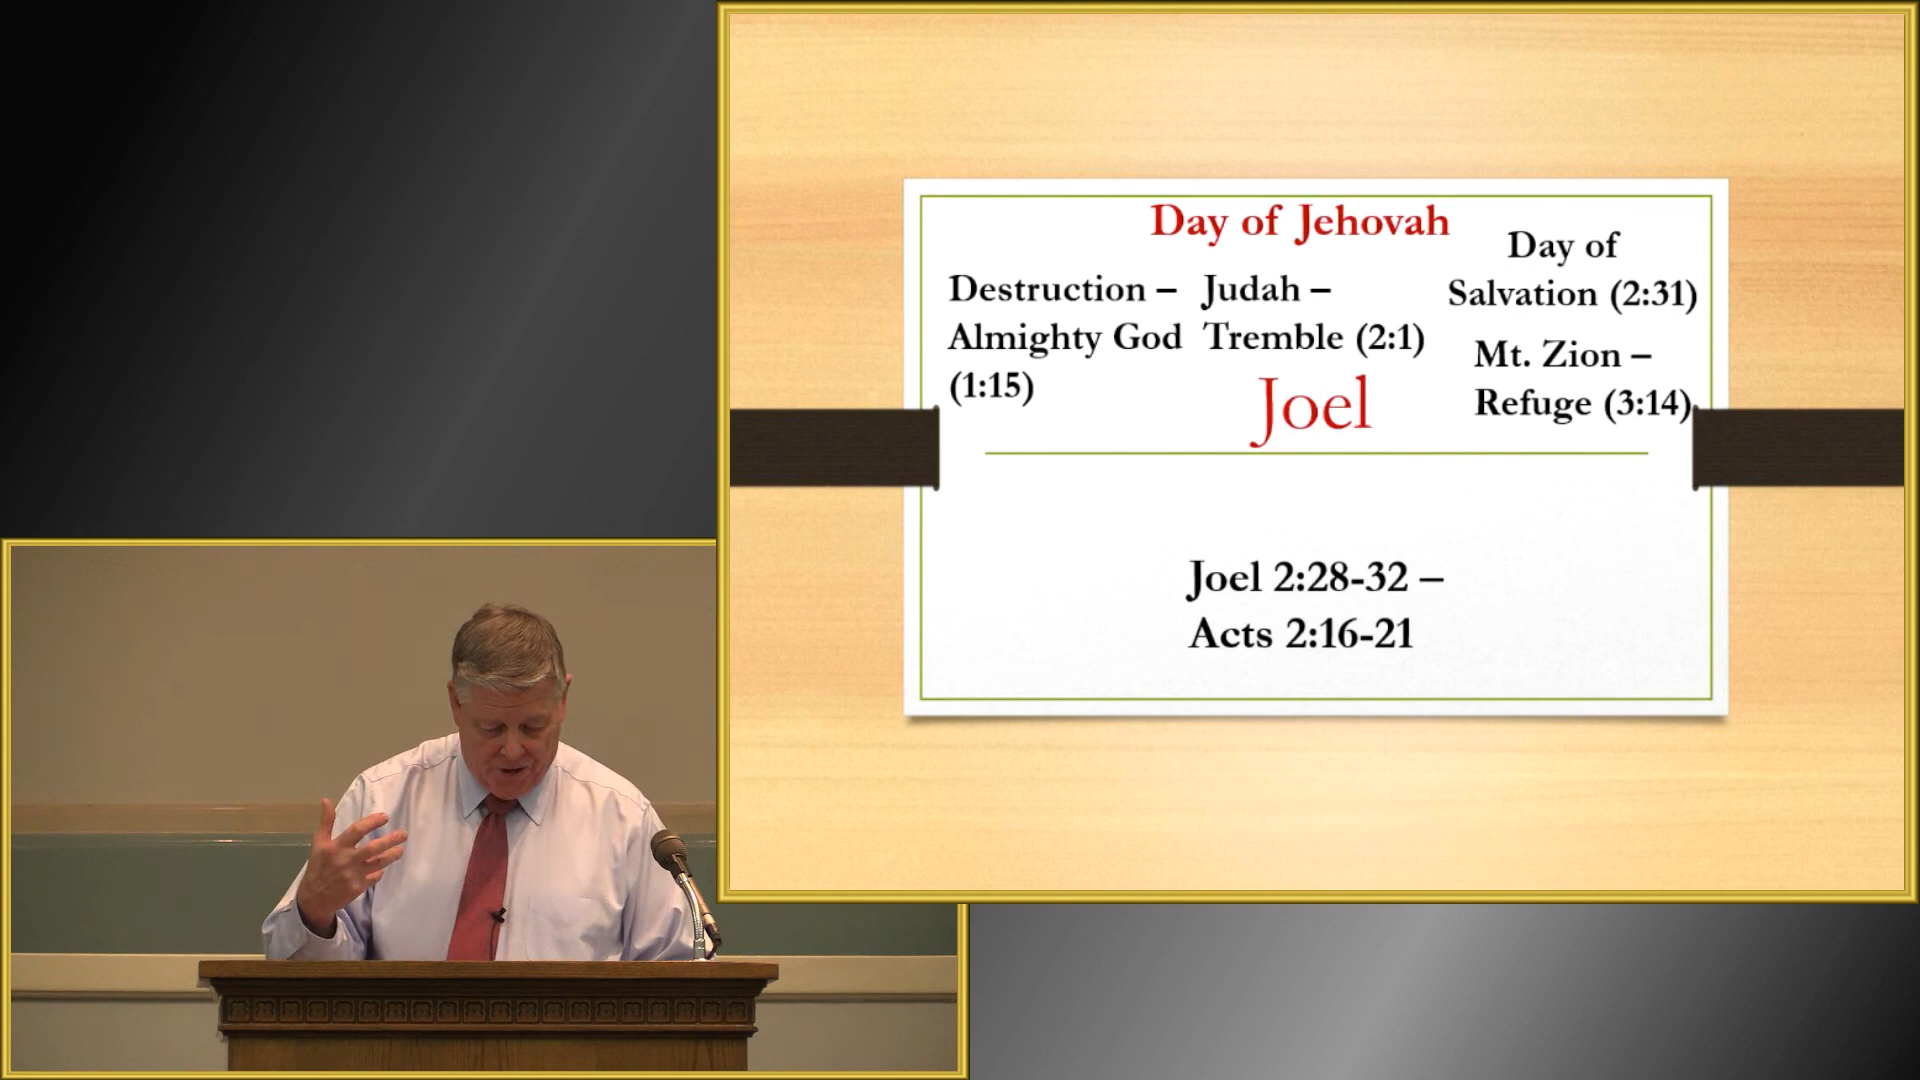 Day of Jehovah
Destruction –
Almighty God
(1:15)
Judah –
Tremble (2:1)
Day of
Salvation (2:31)
Mt. Zion –
Refuge (3:14)
Joel
Joel 2:28-32 –
Acts 2:16-21